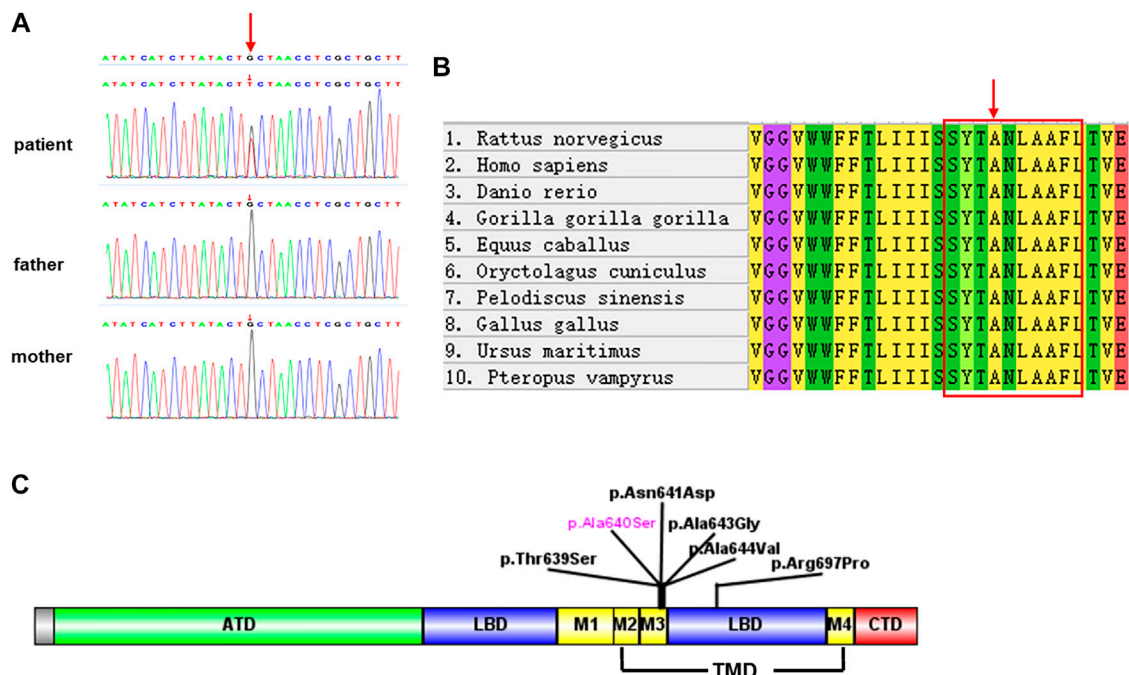 A
ATATCATCTTATACTGCTAACCTCGCTGCTT
ATATCATCTTATACTTCTAACCTCGCTGCTT
patient
ATATCATCTTATACTGCTAACCTCGCTGCTT
father
ATATCATCTTATACTGCTAACCTCGCTGCTT
mother
B
1. Rattus norvegicus VGGVWWFFTLIIISSYTANLAAFLTVE
2. Homo sapiens VGGVWWFFTLIIISSYTANLAAFLTVE
3. Danio rerio VGGVWWFFTLIIISSYTANLAAFLTVE
4. Gorilla gorilla gorilla VGGVWWFFTLIIISSYTANLAAFLTVE
5. Equus caballus VGGVWWFFTLIIISSYTANLAAFLTVE
6. Oryctolagus cuniculus VGGVWWFFTLIIISSYTANLAAFLTVE
7. Pelodiscus sinensis VGGVWWFFTLIIISSYTANLAAFLTVE
8. Gallus gallus VGGVWWFFTLIIISSYTANLAAFLTVE
9. Ursus maritimus VGGVWWFFTLIIISSYTANLAAFLTVE
10. Pteropus vampyrus VGGVWWFFTLIIISSYTANLAAFLTVE
C
p.Asn641Asp
p.Ala640Ser p.Ala643Gly
p.Thr639Ser p.Ala644Val p.Arg697Pro
ATD LBD M1 M2 M3 LBD M4 CTD
TMD